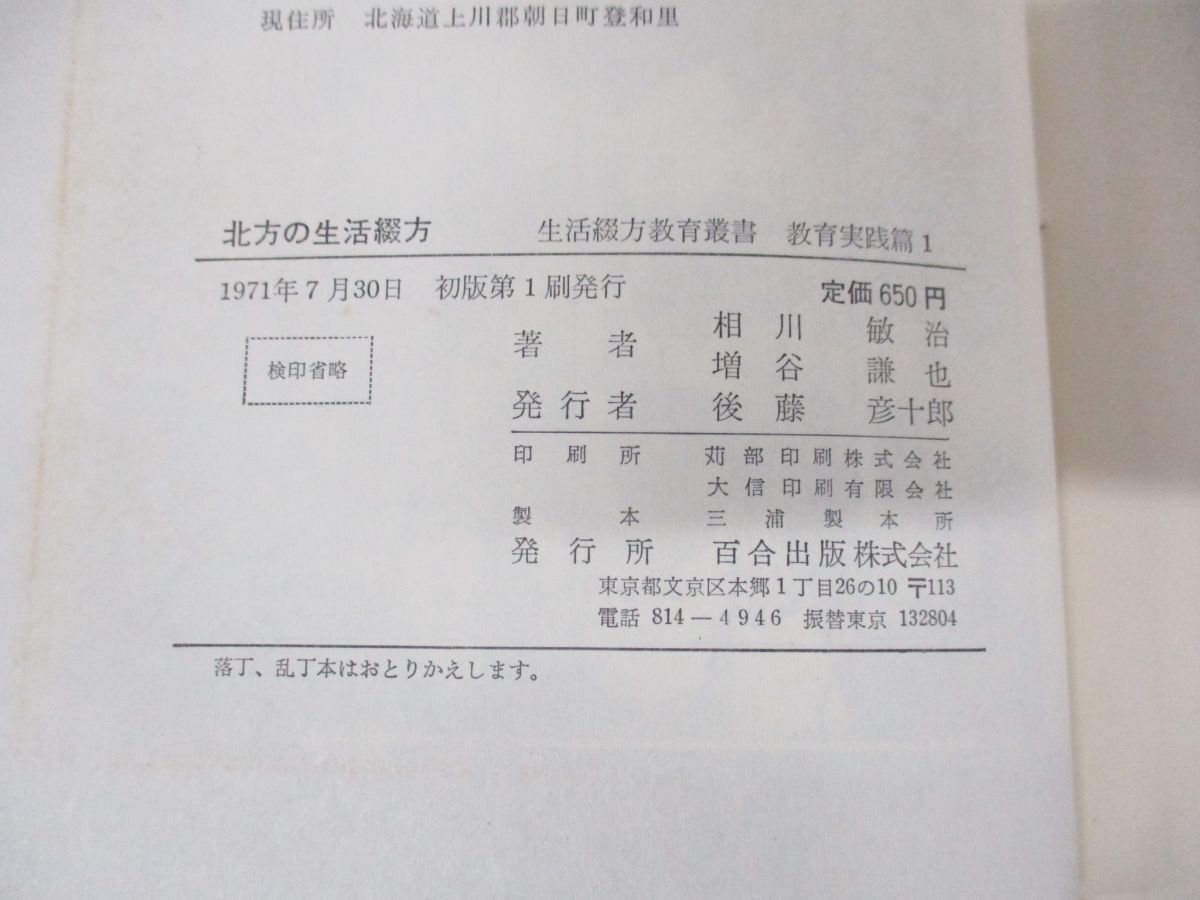 現住所 北海道上川郡朝日町登和里
北方の生活綴方 生活綴方教育叢書 教育実践篇1
1971年7月30日 初版第1刷発行 定価650円
検印省略
著者 相川敏治
増谷謙也
発行者 後藤彦十郎
印刷所 苅部印刷株式会社
大信印刷有限会社
製本 三浦製本所
発行所 百合出版株式会社
東京都文京区本郷1丁目26の10 〒113
電話 814―4946 振替東京 132804
落丁、乱丁本はおとりかえします。